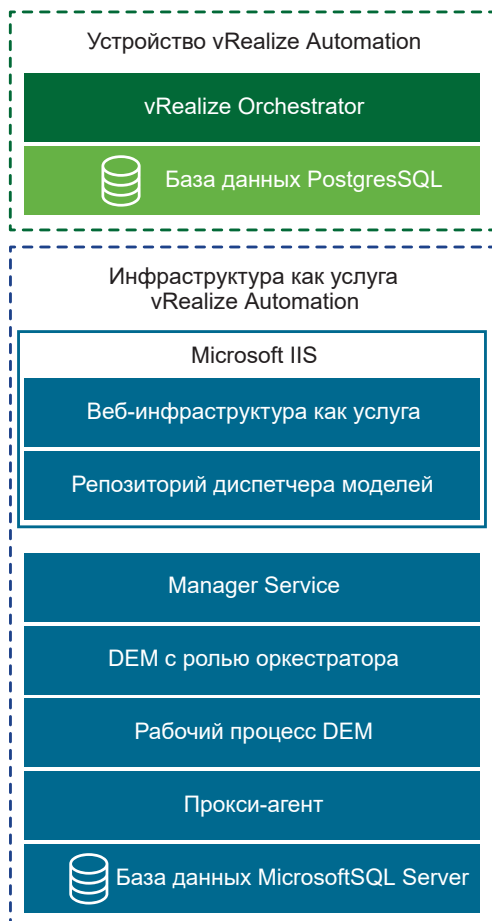 Устройство vRealize Automation
vRealize Orchestrator
База данных PostgresSQL
Инфраструктура как услуга
vRealize Automation
Microsoft IIS
Веб-инфраструктура как услуга
Репозиторий диспетчера моделей
Manager Service
DEM с ролью оркестратора
Рабочий процесс DEM
Прокси-агент
База данных MicrosoftSQL Server